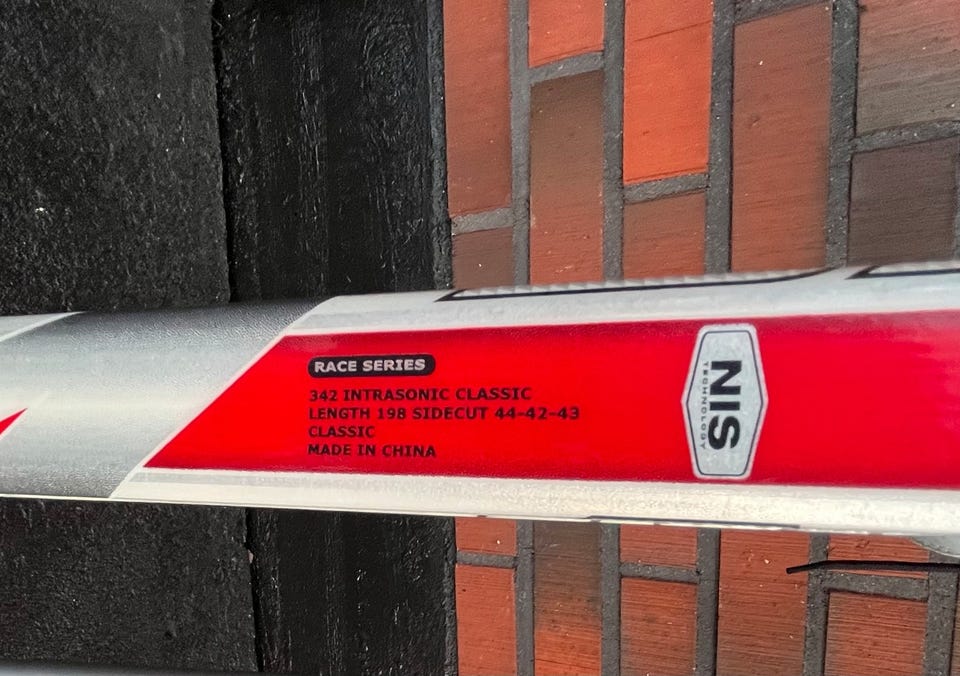 RACE SERIES
342 INTRASONIC CLASSIC
LENGTH 198 SIDECUT 44-42-43
CLASSIC
MADE IN CHINA
NIS
TECHNOLOGY